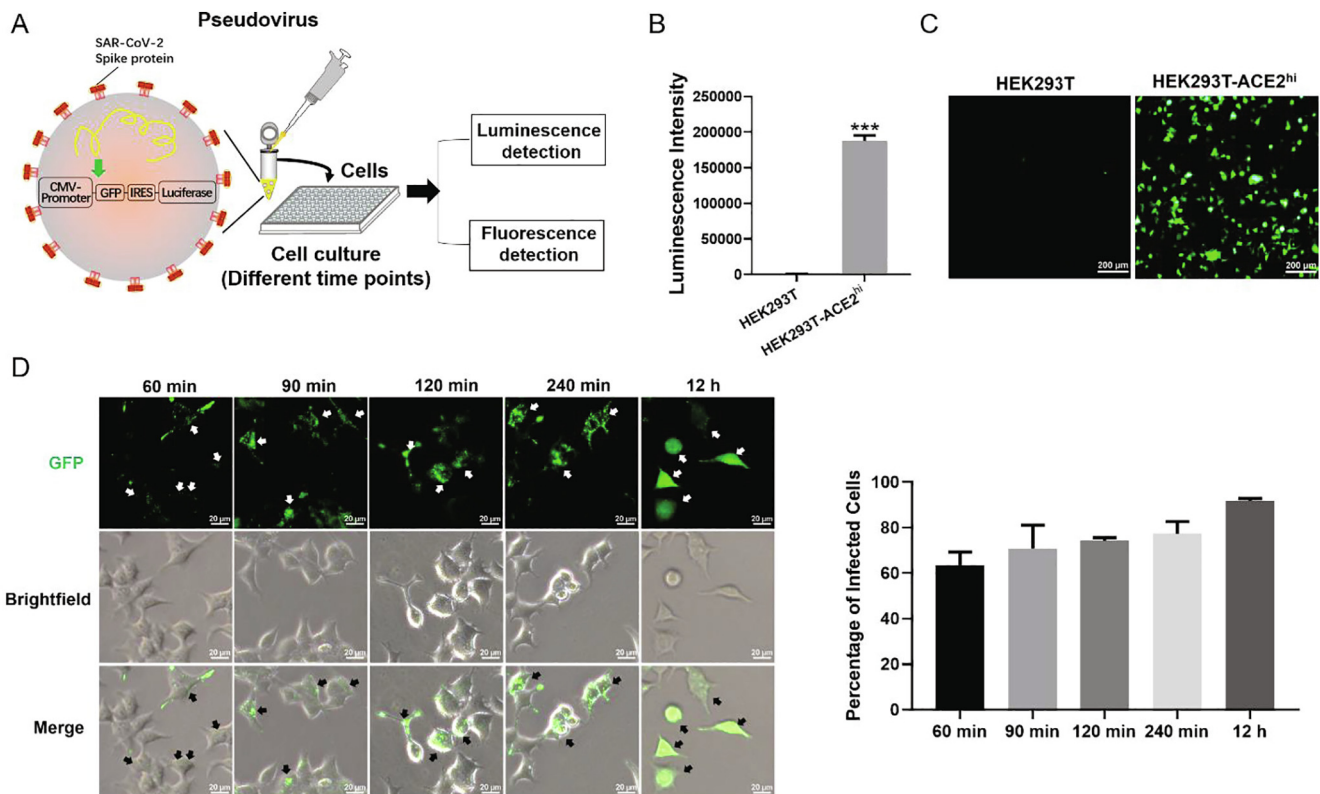 A
Pseudovirus
SAR-CoV-2
Spike protein
CMV-
Promoter
GFP
IRES
Luciferase
Cells
Cell culture
(Different time points)
Luminescence
detection
Fluorescence
detection
B
Luminescence Intensity
250000
200000
150000
100000
50000
0
***
HEK293T
HEK293T-ACE2hi
C
HEK293T
HEK293T-ACE2hi
200 μm
200 μm
D
60 min
90 min
120 min
240 min
12 h
GFP
20 μm
20 μm
20 μm
20 μm
20 μm
Brightfield
20 μm
20 μm
20 μm
20 μm
20 μm
Merge
20 μm
20 μm
20 μm
20 μm
20 μm
Percentage of Infected Cells
100
80
60
40
20
0
60 min
90 min
120 min
240 min
12 h